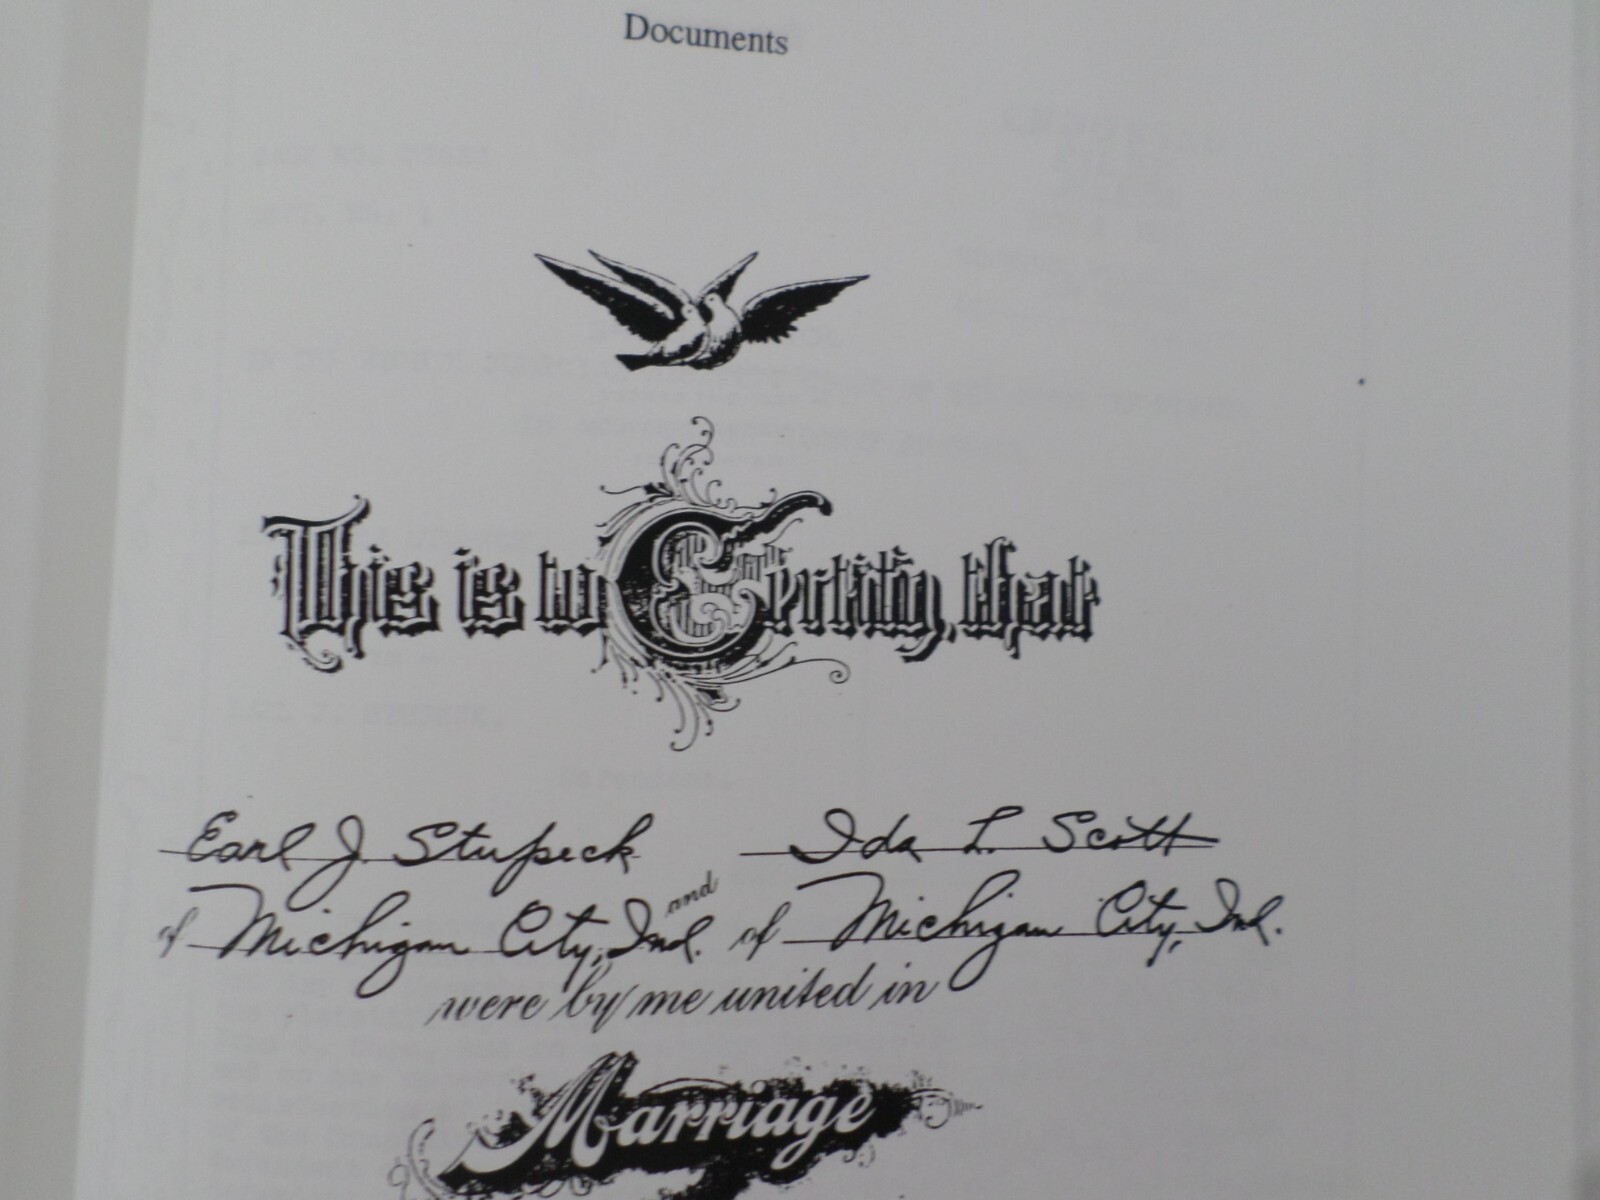 Documents
This is to Certify, that
Earl J. Stupeck Ida L. Scott
and
of Michigan City, Ind. of Michigan City, Ind.
were by me united in
Marriage